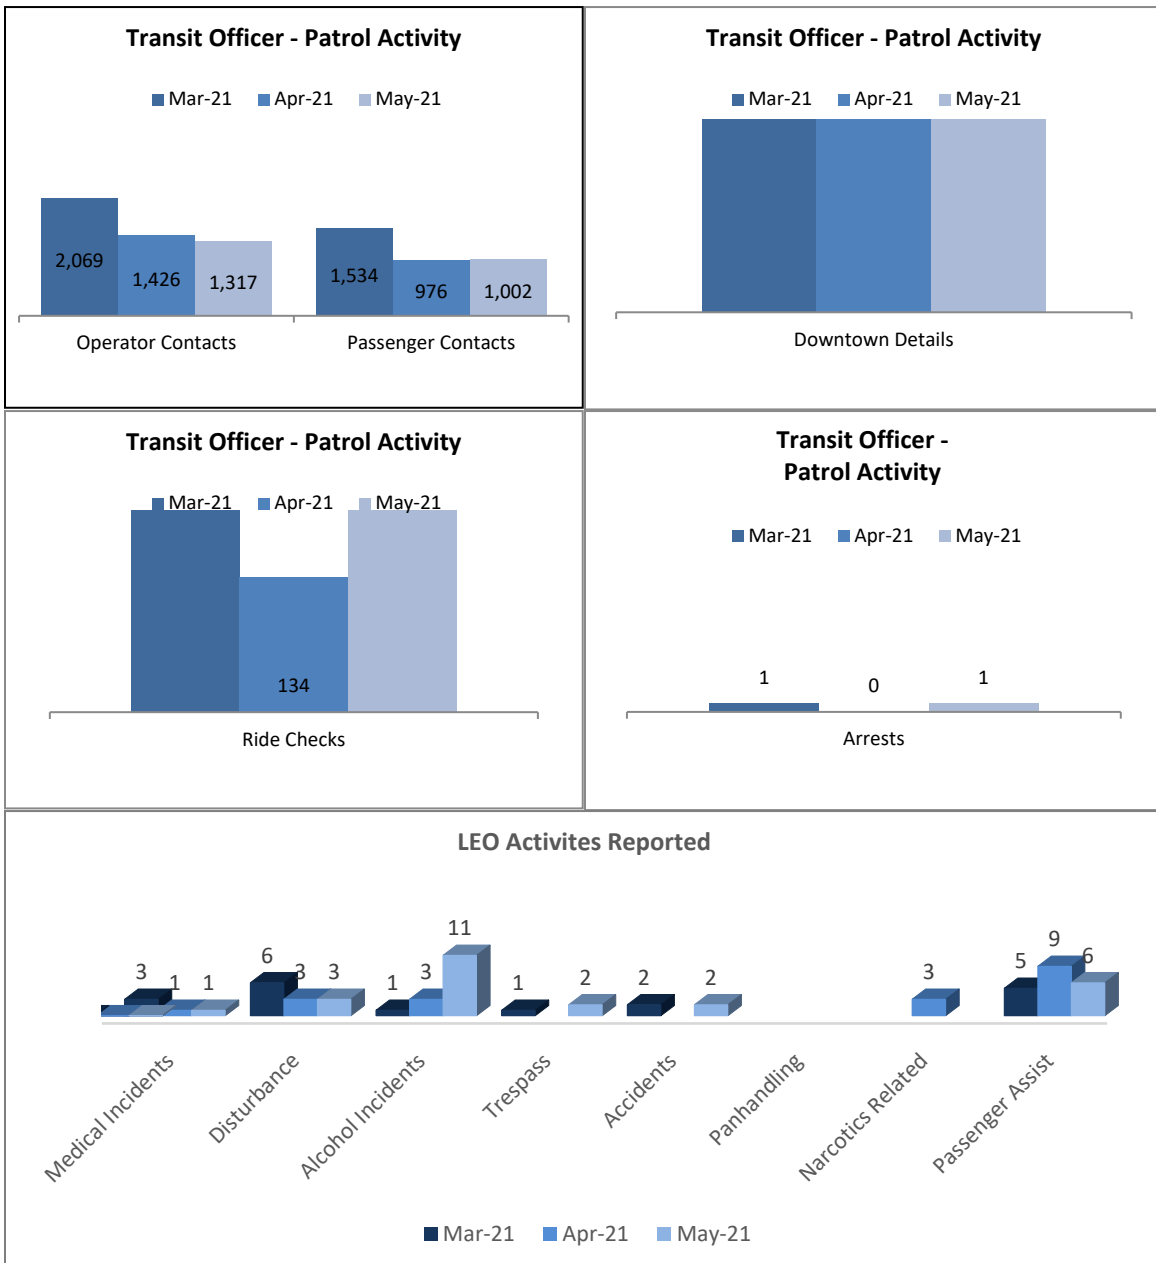 Transit Officer - Patrol Activity
Mar-21 Apr-21 May-21
2,069
1,426
1,317
1,534
976
1,002
Operator Contacts Passenger Contacts
Transit Officer - Patrol Activity
Mar-21 Apr-21 May-21
Downtown Details
Transit Officer - Patrol Activity
Mar-21 Apr-21 May-21
134
Ride Checks
Transit Officer -
Patrol Activity
Mar-21 Apr-21 May-21
1 0 1
Arrests
LEO Activites Reported
3 1 1 6 3 3 1 3 11 1 2 2 2 3 5 9 6
Medical Incidents
Disturbance
Alcohol Incidents
Trespass
Accidents
Panhandling
Narcotics Related
Passenger Assist
Mar-21 Apr-21 May-21